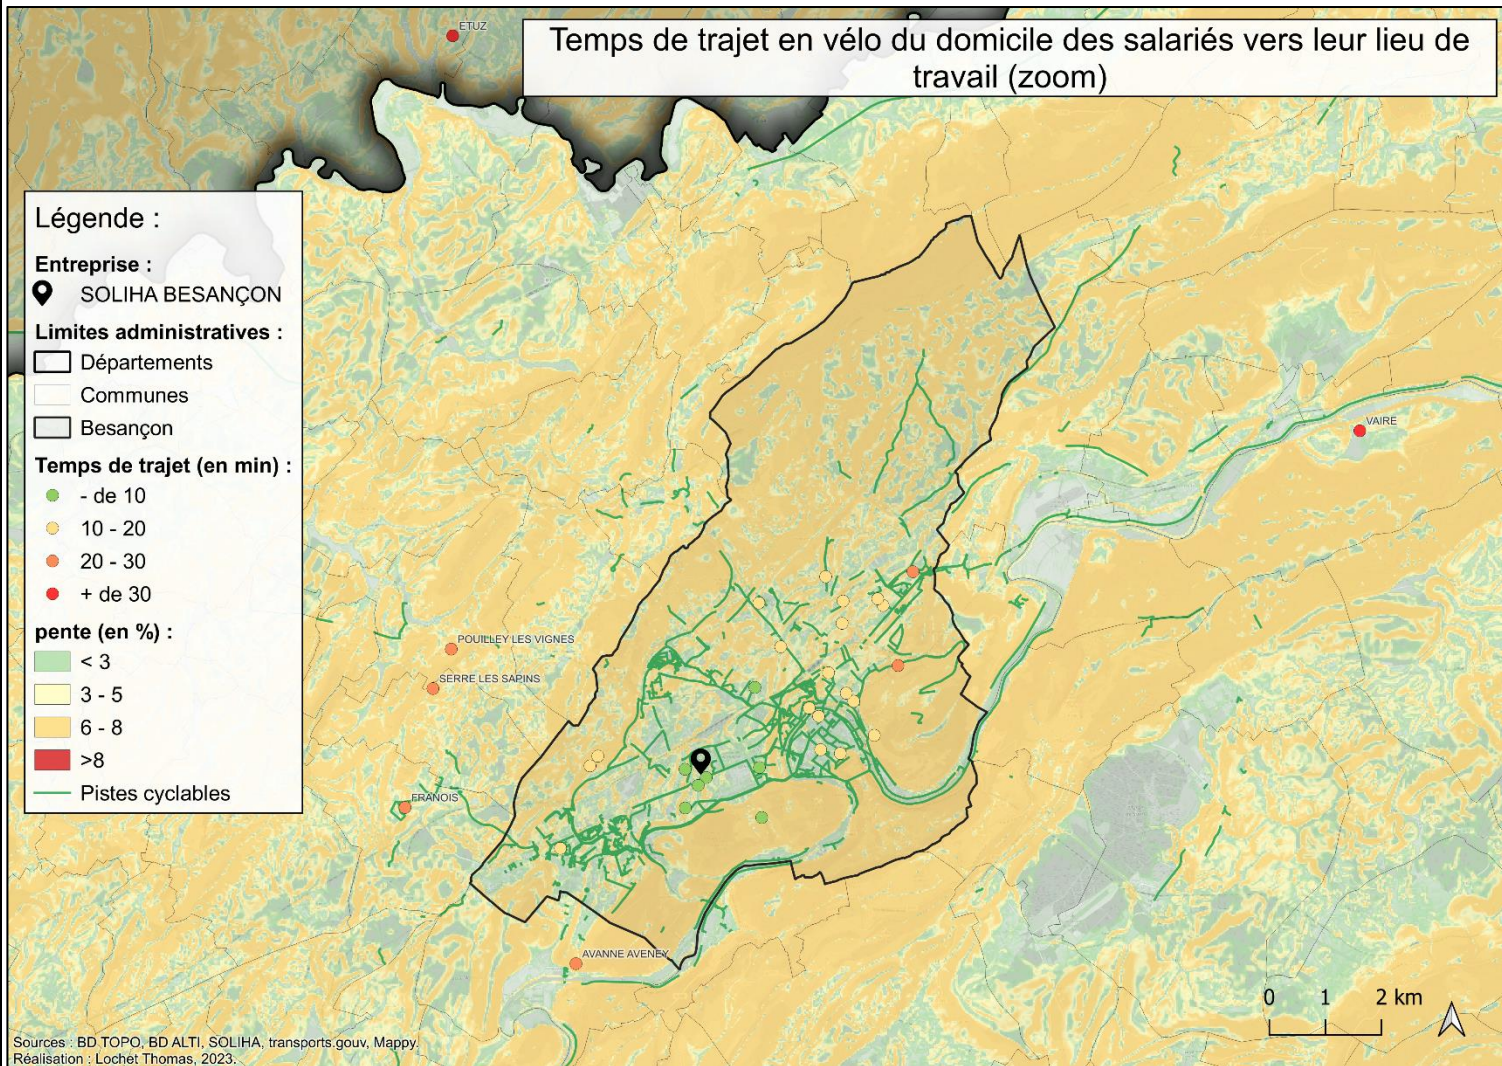 Temps de trajet en vélo du domicile des salariés vers leur lieu de
travail (zoom)
ETUZ
Légende :
Entreprise :
SOLIHA BESANÇON
Limites administratives :
Départements
Communes
Besançon
Temps de trajet (en min) :
- de 10
10 - 20
20 - 30
+ de 30
pente (en %) :
< 3
3 - 5
6 - 8
>8
Pistes cyclables
VAIRE
POUILLEY LES VIGNES
SERRE LES SAPINS
FRANOIS
AVANNE AVENEY
0 1 2 km
Sources : BD TOPO, BD ALTI, SOLIHA, transports.gouv, Mappy.
Réalisation : Lochet Thomas, 2023.